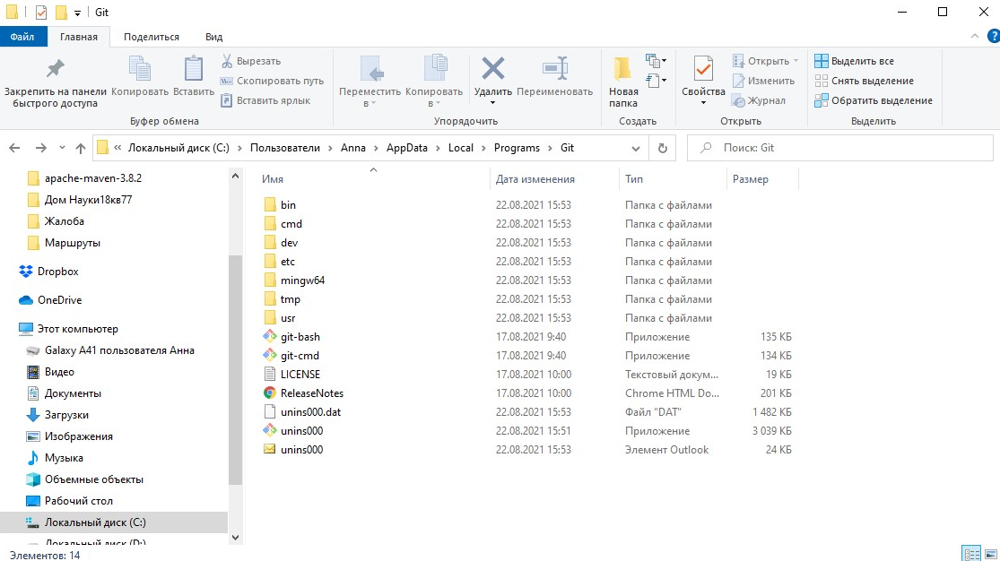 Git
Файл Главная Поделиться Вид
Закрепить на панели быстрого доступа
Копировать
Вставить
Вырезать
Скопировать путь
Вставить ярлык
Буфер обмена
Переместить в
Копировать в
Удалить
Переименовать
Упорядочить
Новая папка
Создать
Свойства
Открыть
Изменить
Журнал
Открыть
Выделить все
Снять выделение
Обратить выделение
Выделить
« Локальный диск (C:) > Пользователи > Anna > AppData > Local > Programs > Git
Поиск: Git
apache-maven-3.8.2
Дом Науки18кв77
Жалоба
Маршруты
Dropbox
OneDrive
Этот компьютер
Galaxy A41 пользователя Анна
Видео
Документы
Загрузки
Изображения
Музыка
Объемные объекты
Рабочий стол
Локальный диск (C:)
Локальный диск (D:)
Имя Дата изменения Тип Размер
bin 22.08.2021 15:53 Папка с файлами
cmd 22.08.2021 15:53 Папка с файлами
dev 22.08.2021 15:53 Папка с файлами
etc 22.08.2021 15:53 Папка с файлами
mingw64 22.08.2021 15:53 Папка с файлами
tmp 22.08.2021 15:53 Папка с файлами
usr 22.08.2021 15:53 Папка с файлами
git-bash 17.08.2021 9:40 Приложение 135 КБ
git-cmd 17.08.2021 9:40 Приложение 134 КБ
LICENSE 17.08.2021 10:00 Текстовый докум... 19 КБ
ReleaseNotes 17.08.2021 10:00 Chrome HTML Do... 201 КБ
unins000.dat 22.08.2021 15:53 Файл "DAT" 1 482 КБ
unins000 22.08.2021 15:51 Приложение 3 039 КБ
unins000 22.08.2021 15:53 Элемент Outlook 24 КБ
Элементов: 14